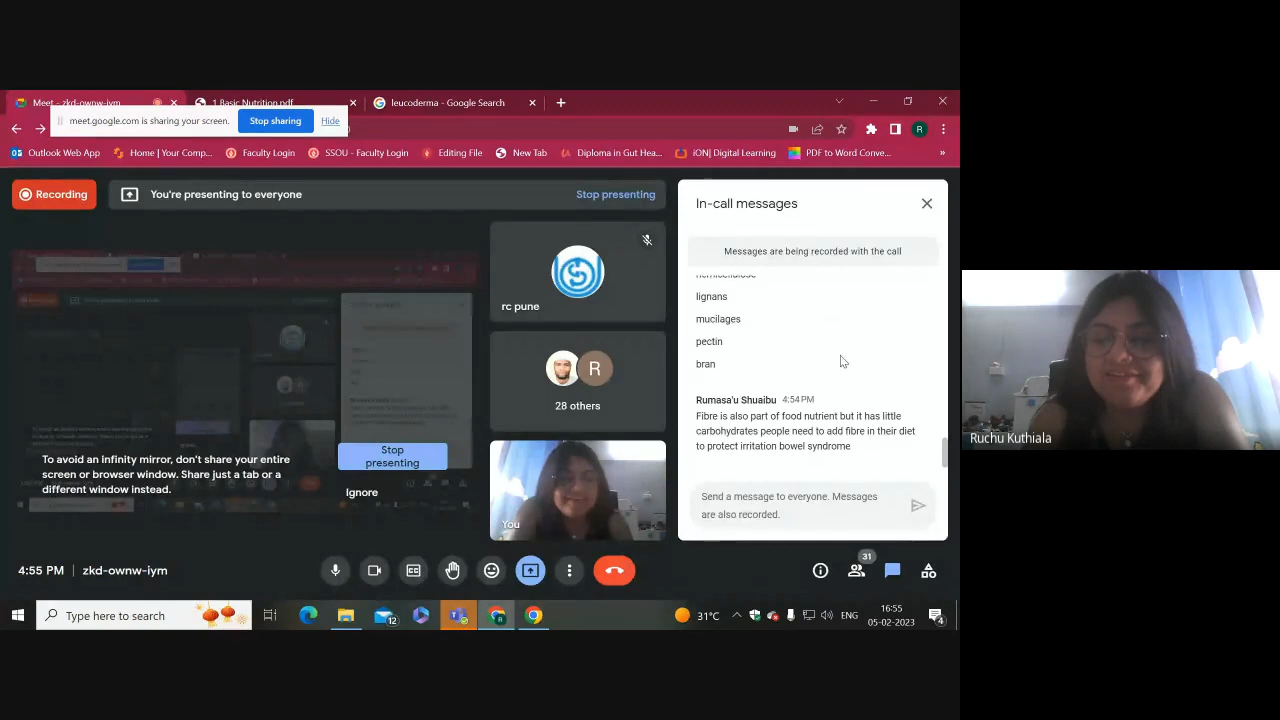 Meet - zkd-ownw-iym
1 Basic Nutrition.pdf
leucoderma - Google Search
meet.google.com is sharing your screen.
Stop sharing
Hide
R
Outlook Web App
Home | Your Comp...
Faculty Login
SSOU - Faculty Login
Editing File
New Tab
Diploma in Gut Hea...
iON| Digital Learning
PDF to Word Conve...
Recording
You're presenting to everyone
Stop presenting
In-call messages
Messages are being recorded with the call
hemicellulose
lignans
mucilages
pectin
bran
Rumasa'u Shuaibu 4:54 PM
Fibre is also part of food nutrient but it has little
carbohydrates people need to add fibre in their diet
to protect irritation bowel syndrome
Send a message to everyone. Messages
are also recorded.
rc pune
R
28 others
You
To avoid an infinity mirror, don't share your entire
screen or browser window. Share just a tab or a
different window instead.
Stop
presenting
Ignore
Ruchu Kuthiala
4:55 PM | zkd-ownw-iym
31
Type here to search
12
31°C
ENG
16:55
05-02-2023
4